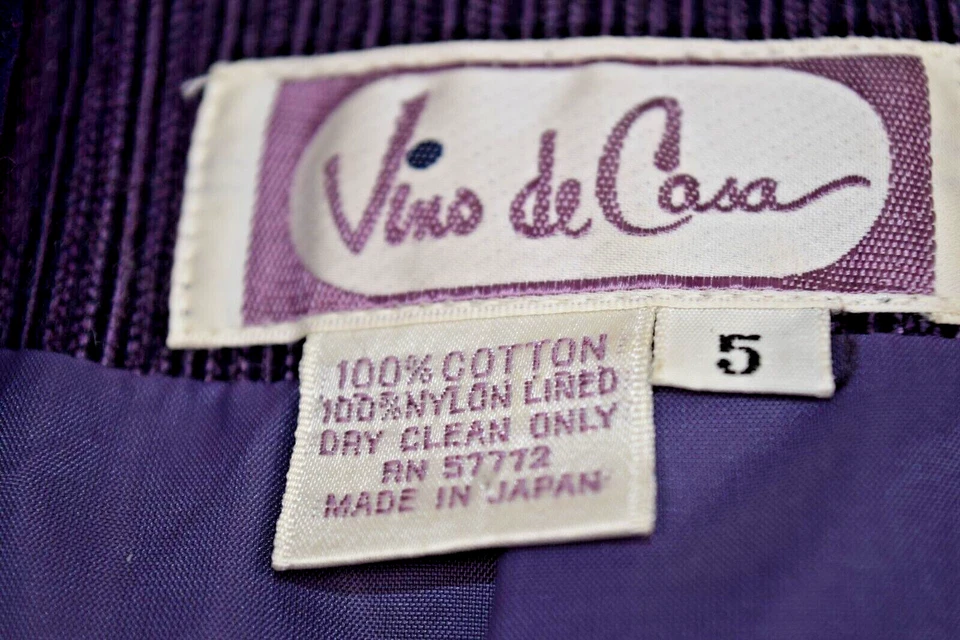 Vino de Casa
5
100% COTTON
100% NYLON LINED
DRY CLEAN ONLY
RN 57772
MADE IN JAPAN